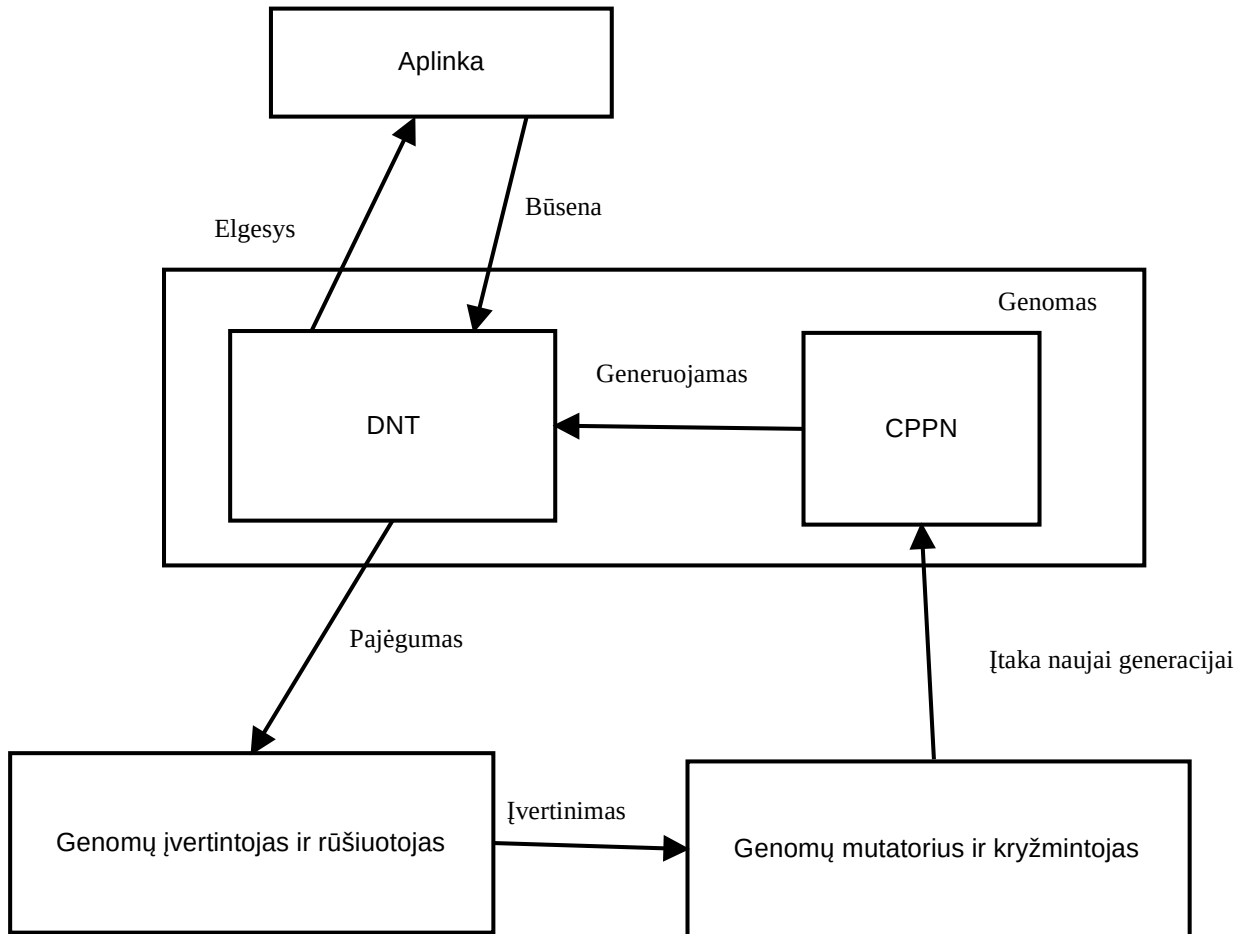 Aplinka
Būsena
Elgesys
Genomas
Generuojamas
DNT
CPPN
Pajėgumas
Įtaka naujai generacijai
Įvertinimas
Genomų įvertintojas ir rūšiuotojas
Genomų mutatorius ir kryžmintojas